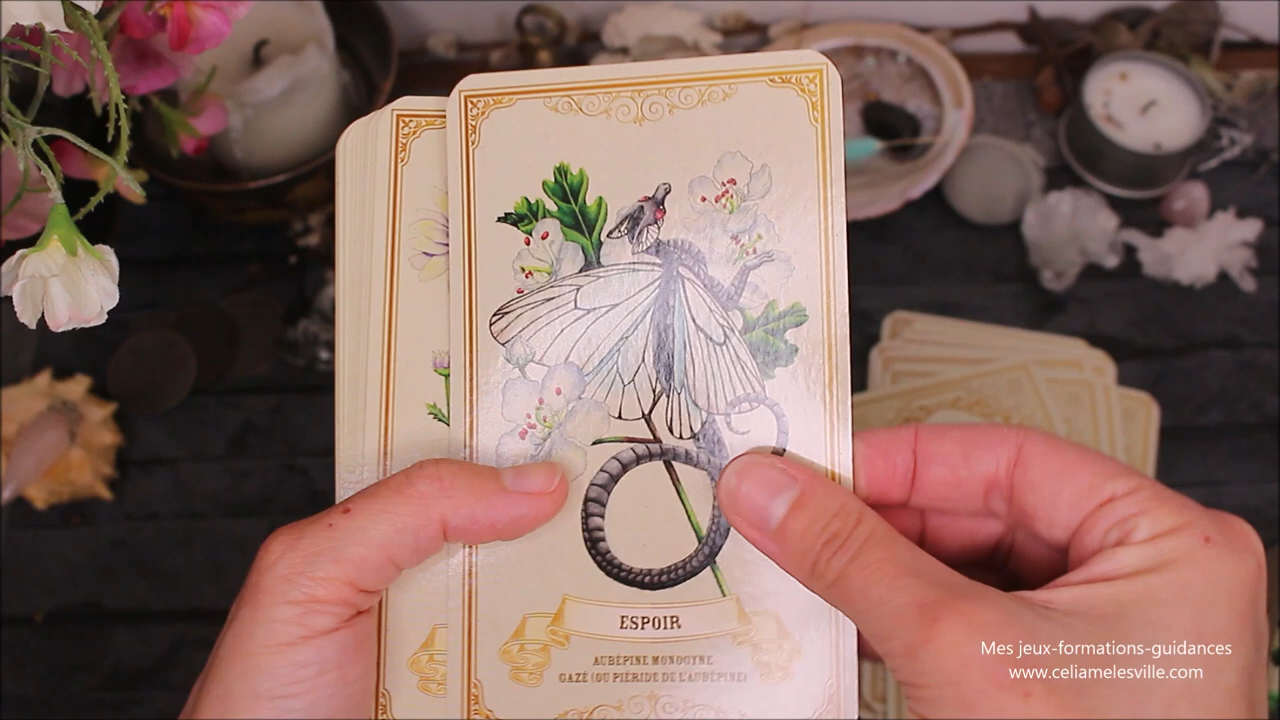 ESPOIR
AUBÉPINE MONOGYNE
GAZÉ (OU PIÉRIDE DE L'AUBÉPINE)
Mes jeux-formations-guidances
www.celiamelesville.com